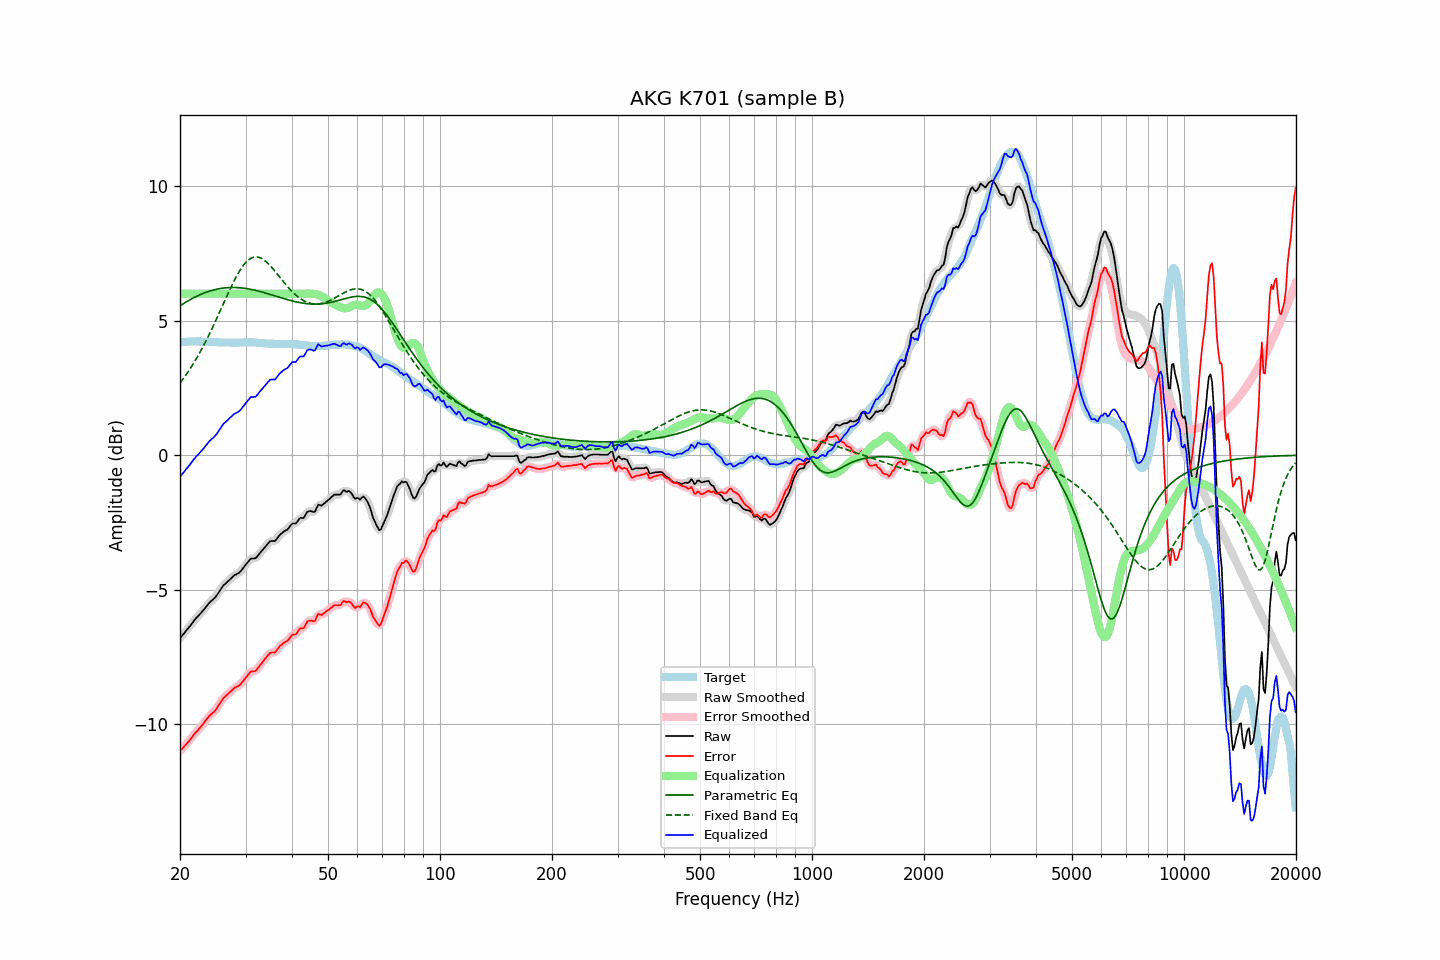 AKG K701 (sample B)
Amplitude (dBr)
10
5
0
−5
−10
Target
Raw Smoothed
Error Smoothed
Raw
Error
Equalization
Parametric Eq
Fixed Band Eq
Equalized
20 50 100 200 500 1000 2000 5000 10000 20000
Frequency (Hz)